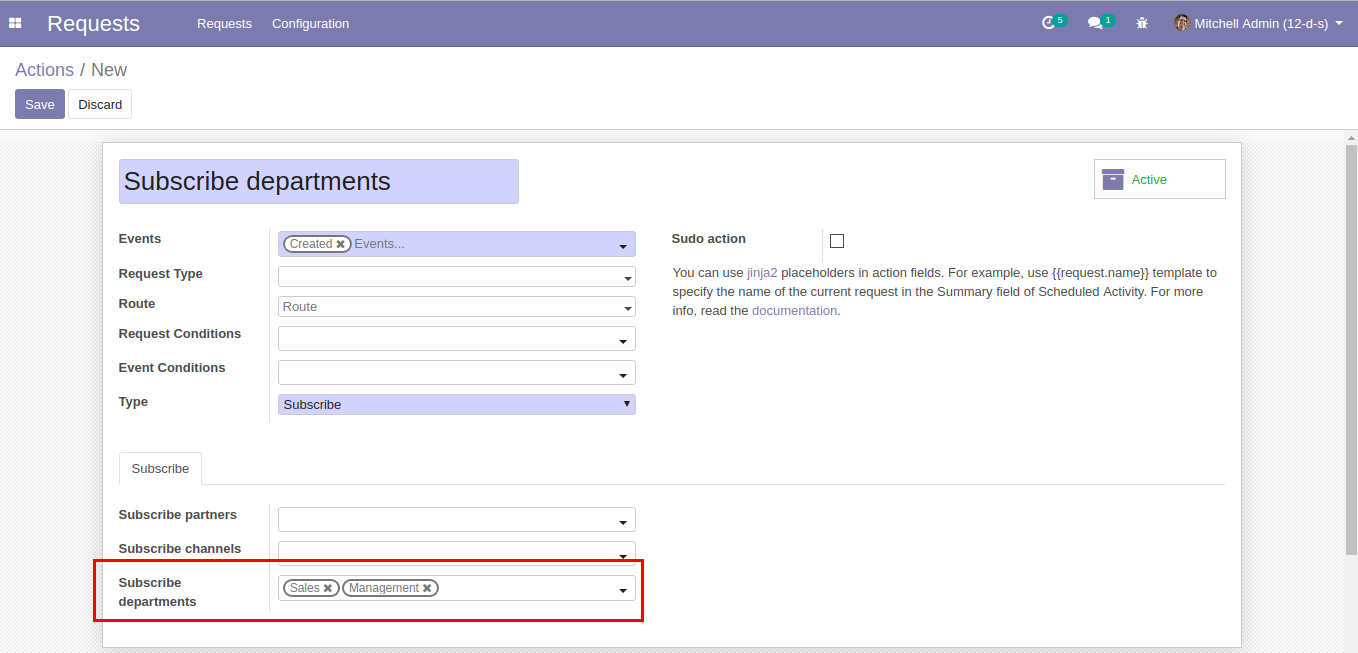 Requests
Requests Configuration
5 1 Mitchell Admin (12-d-s)
Actions / New
Save Discard
Subscribe departments
Active
Events
Created Events...
Request Type
Route
Route
Request Conditions
Event Conditions
Type
Subscribe
Sudo action
You can use jinja2 placeholders in action fields. For example, use {{request.name}} template to
specify the name of the current request in the Summary field of Scheduled Activity. For more
info, read the documentation.
Subscribe
Subscribe partners
Subscribe channels
Subscribe
departments
Sales Management